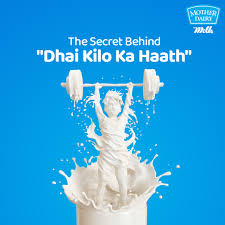 MOTHER
DAIRY
Milk
The Secret Behind
"Dhai Kilo Ka Haath"